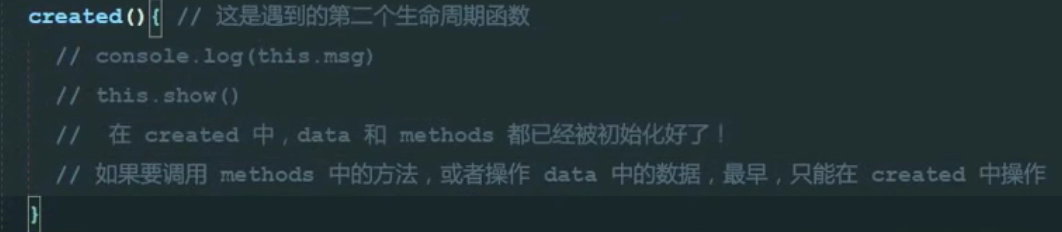 created(){ // 这是遇到的第二个生命周期函数
// console.log(this.msg)
// this.show()
// 在 created 中，data 和 methods 都已经被初始化好了！
// 如果要调用 methods 中的方法，或者操作 data 中的数据，最早，只能在 created 中操作
}